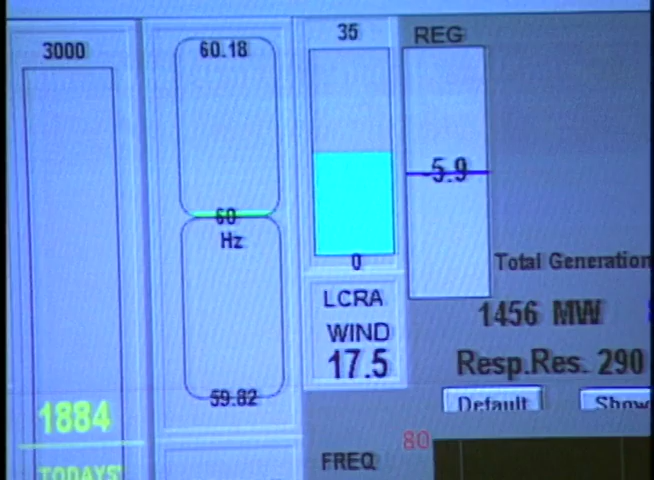 3000
60.18
35
REG
-5.9
60
Hz
0
Total Generation
LCRA
WIND
17.5
1456 MW
Resp.Res. 290
59.82
Default
Show
1884
80
FREQ
TODAYS'